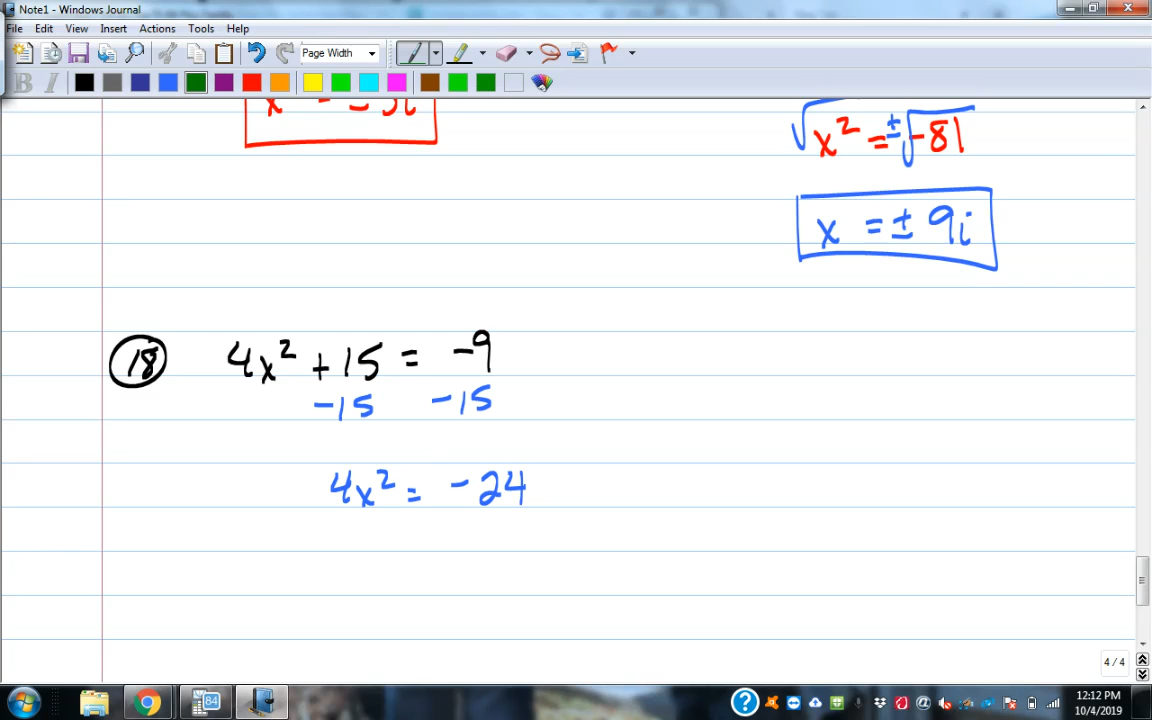 Note1 - Windows Journal
File Edit View Insert Actions Tools Help
Page Width
B I
√x² = ±√-81
x = ± 9i
18 4x² + 15 = -9
-15 -15
4x² = -24
4 / 4
84
12:12 PM
10/4/2019